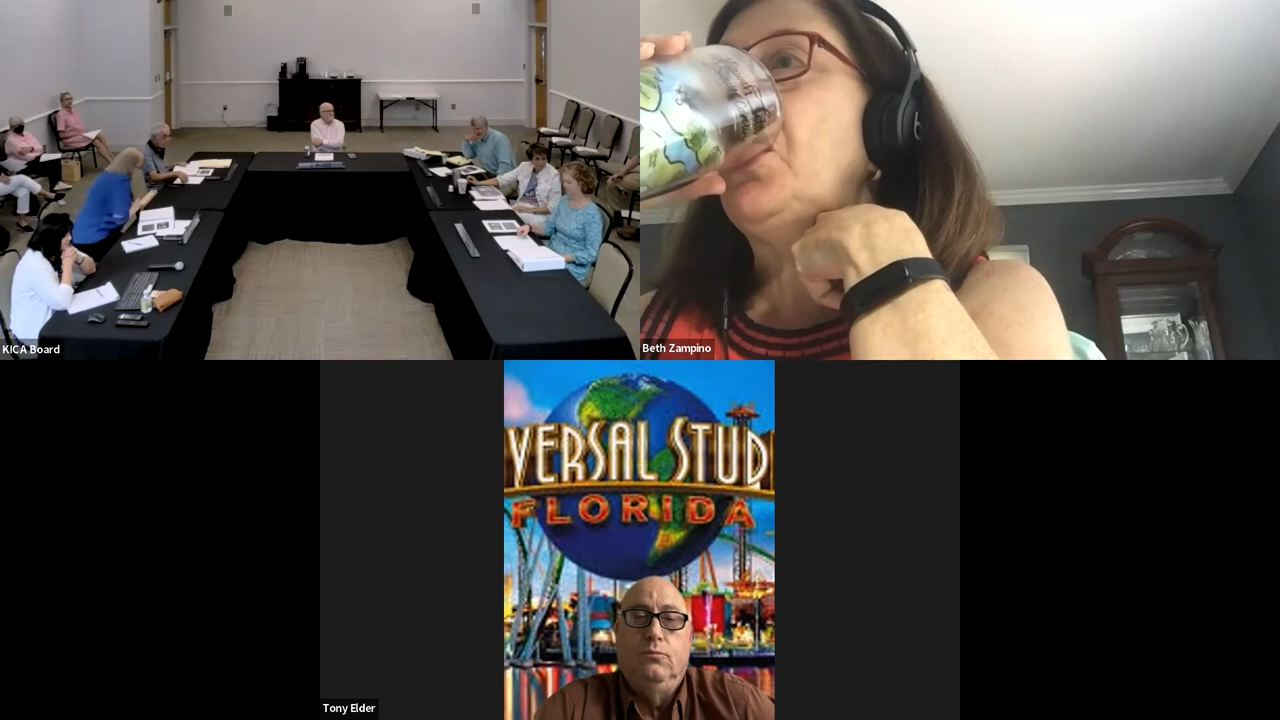 KICA Board
Beth Zampino
VERSAL STUD
FLORIDA
Tony Elder